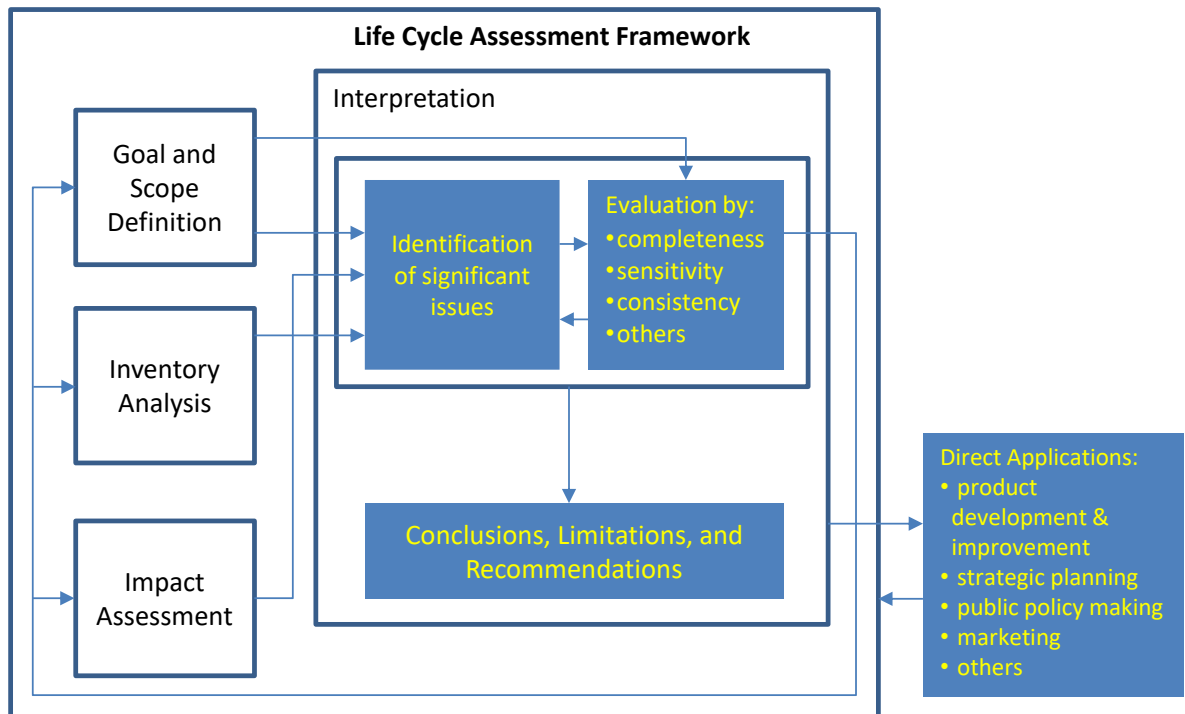 Life Cycle Assessment Framework
Goal and
Scope
Definition
Inventory
Analysis
Impact
Assessment
Interpretation
Identification
of significant
issues
Evaluation by:
•completeness
•sensitivity
•consistency
•others
Conclusions, Limitations, and
Recommendations
Direct Applications:
• product
development &
improvement
• strategic planning
• public policy making
• marketing
• others